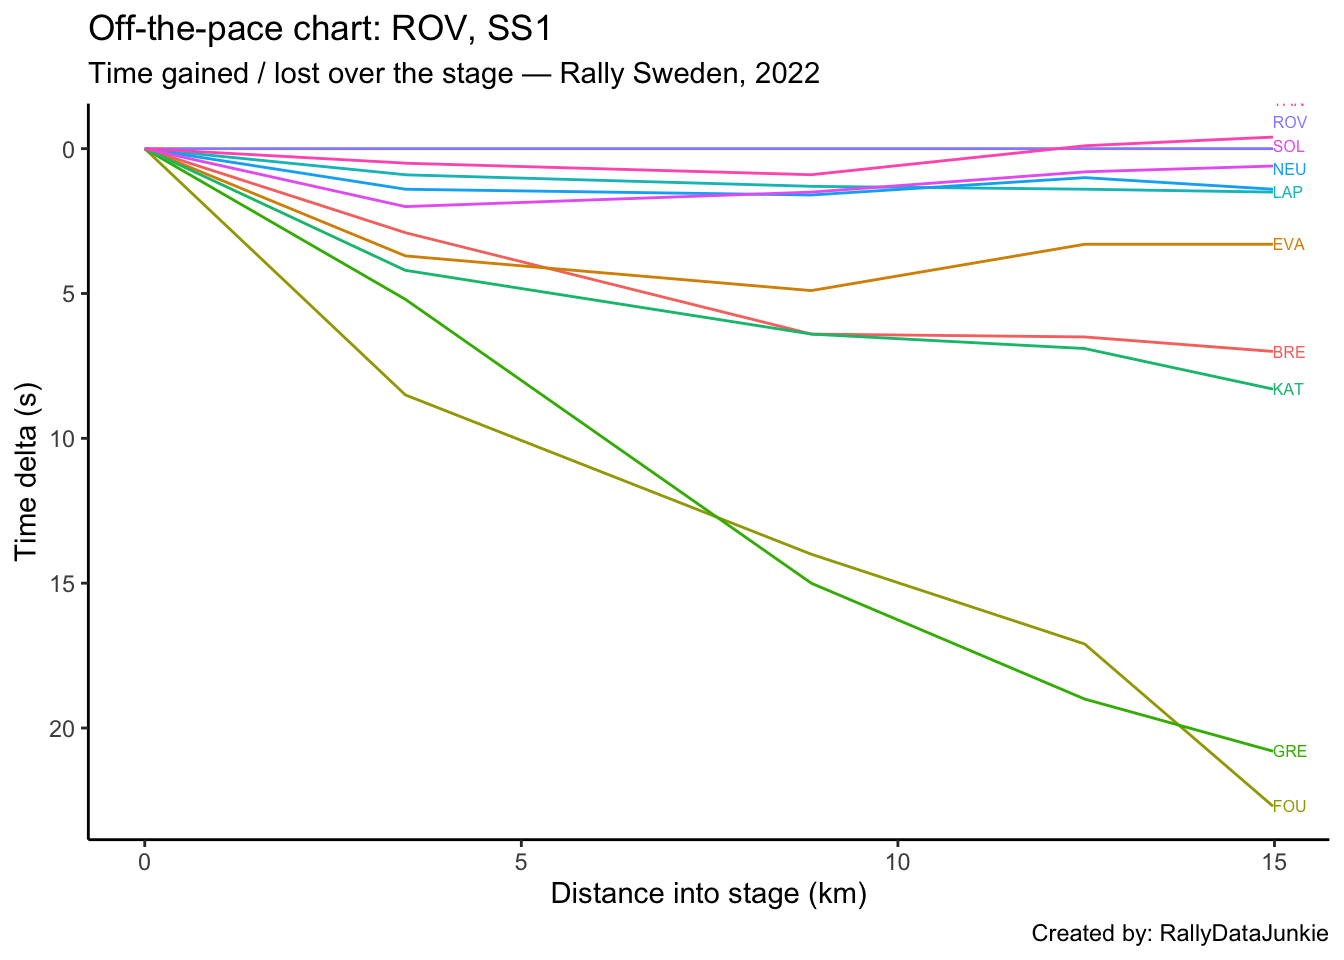 Off-the-pace chart: ROV, SS1
Time gained / lost over the stage — Rally Sweden, 2022
ROV
SOL
NEU
LAP
EVA
BRE
KAT
GRE
FOU
0
5
10
15
20
Time delta (s)
0
5
10
15
Distance into stage (km)
Created by: RallyDataJunkie